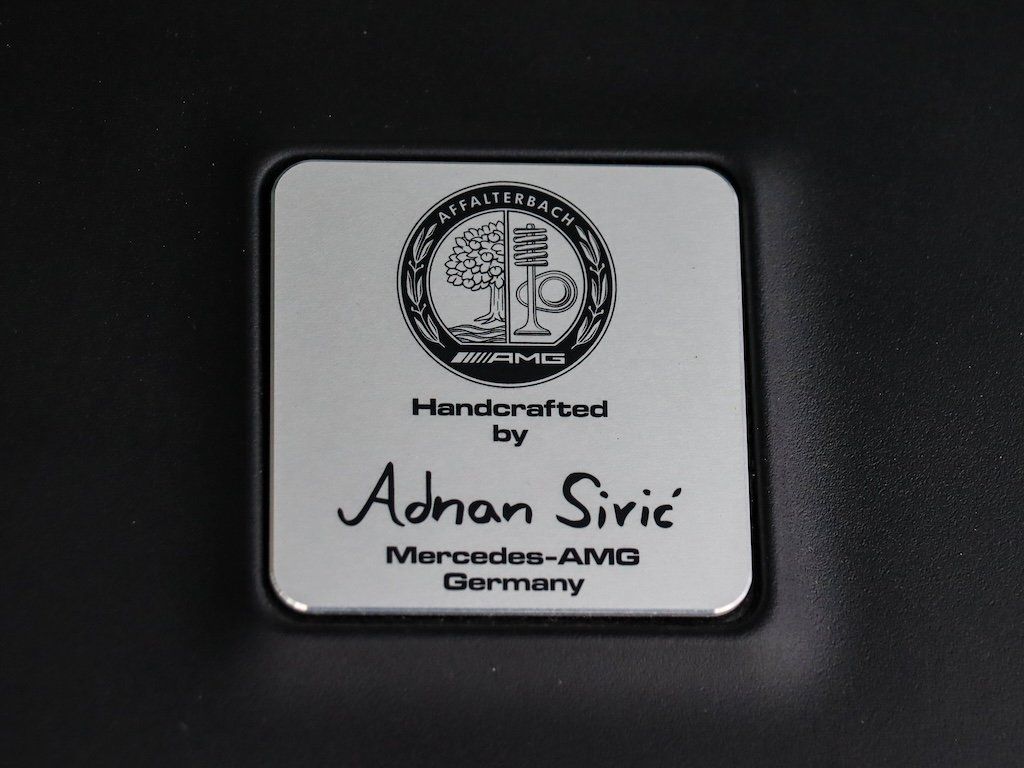 AFFALTERBACH
AMG
Handcrafted
by
Adnan Sirić
Mercedes-AMG
Germany